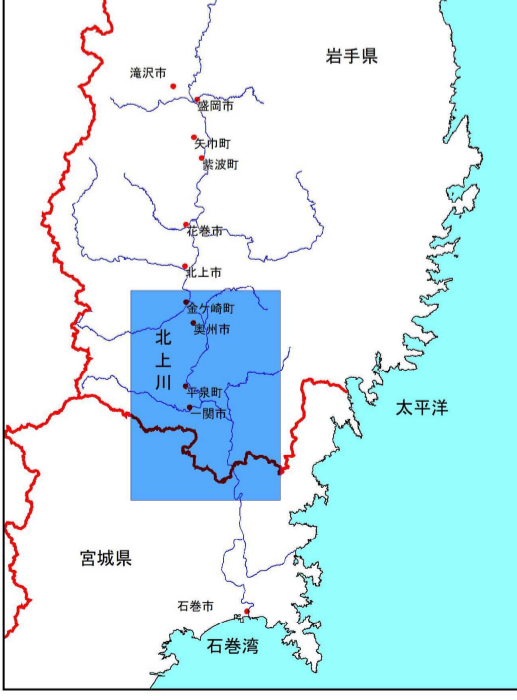 岩手県
滝沢市
盛岡市
矢巾町
紫波町
花巻市
北上市
金ケ崎町
奥州市
北上川
平泉町
一関市
太平洋
宮城県
石巻市
石巻湾